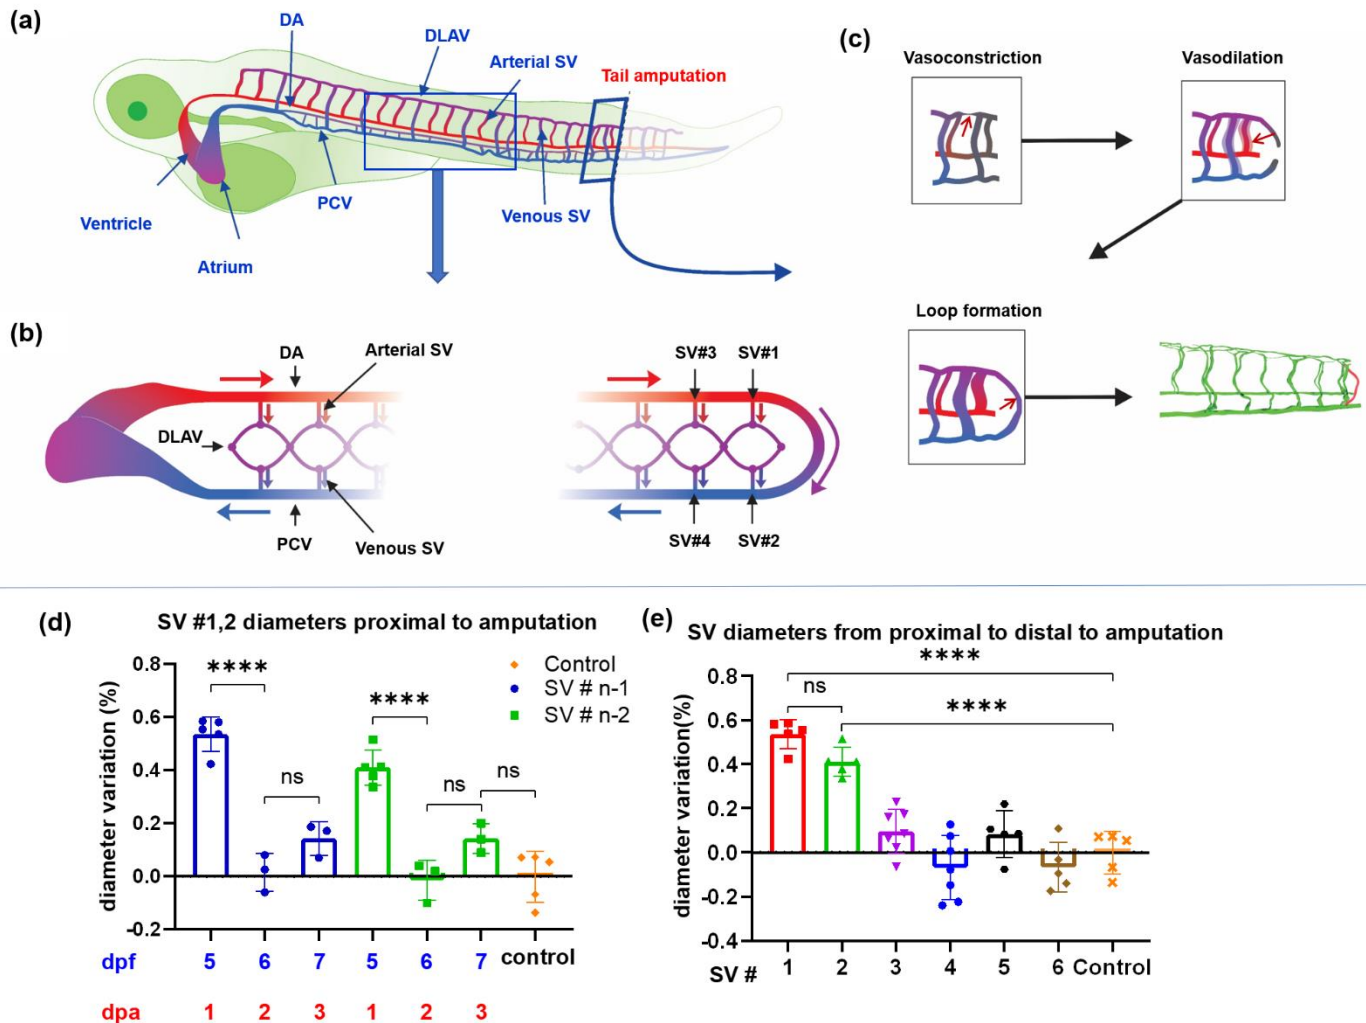 (a)
DA
DLAV
Arterial SV
Tail amputation
PCV
Venous SV
Ventricle
Atrium
(c)
Vasoconstriction
Vasodilation
Loop formation
(b)
DA
Arterial SV
DLAV
PCV
Venous SV
SV#3
SV#1
SV#4
SV#2
(d)
SV #1,2 diameters proximal to amputation
diameter variation (%)
0.8
0.6
0.4
0.2
0.0
-0.2
****
ns
****
ns
ns
Control
SV # n-1
SV # n-2
dpf 5 6 7 5 6 7 control
dpa 1 2 3 1 2 3
(e)
SV diameters from proximal to distal to amputation
diameter variation(%)
0.8
0.6
0.4
0.2
0.0
-0.2
-0.4
****
ns
****
SV # 1 2 3 4 5 6 Control